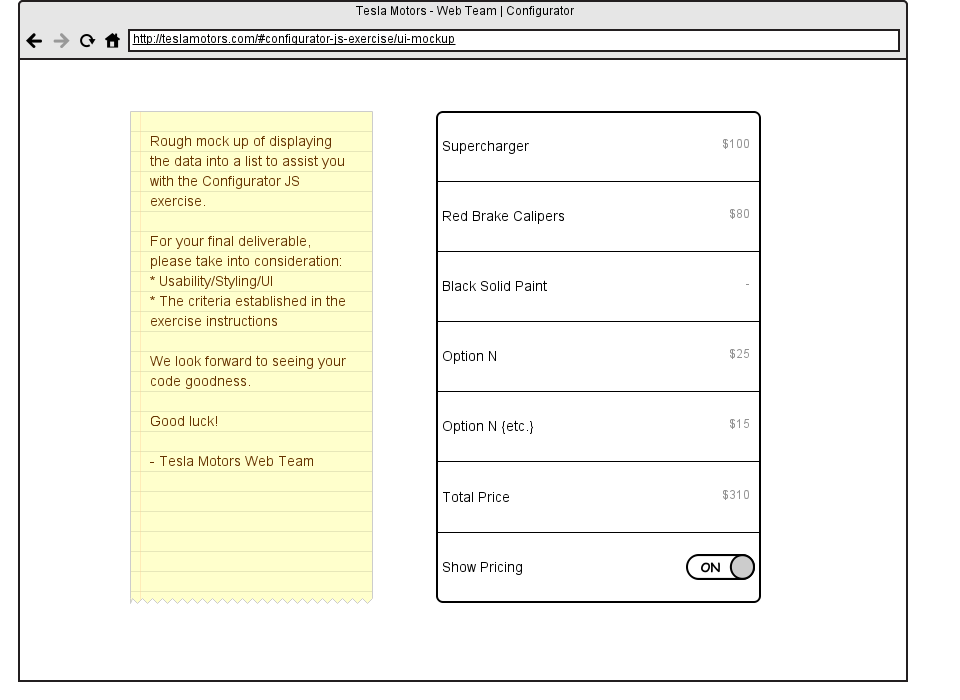 Tesla Motors - Web Team | Configurator
http://teslamotors.com/#configurator-js-exercise/ui-mockup
Rough mock up of displaying
the data into a list to assist you
with the Configurator JS
exercise.
For your final deliverable,
please take into consideration:
* Usability/Styling/UI
* The criteria established in the
exercise instructions
We look forward to seeing your
code goodness.
Good luck!
- Tesla Motors Web Team
Supercharger $100
Red Brake Calipers $80
Black Solid Paint -
Option N $25
Option N {etc.} $15
Total Price $310
Show Pricing ON